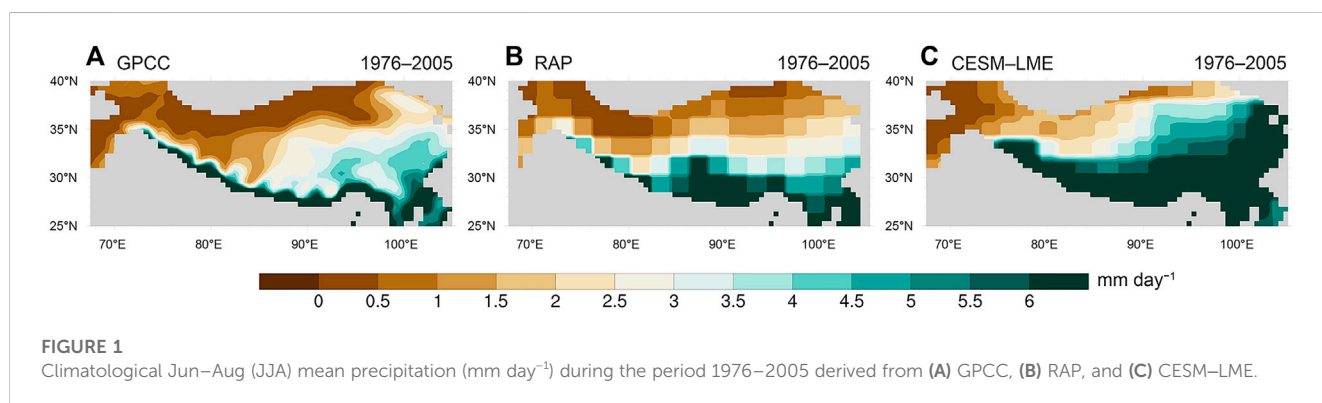 A GPCC 1976–2005
B RAP 1976–2005
C CESM–LME 1976–2005
40°N
35°N
30°N
25°N
70°E 80°E 90°E 100°E
40°N
35°N
30°N
25°N
70°E 80°E 90°E 100°E
40°N
35°N
30°N
25°N
70°E 80°E 90°E 100°E
0 0.5 1 1.5 2 2.5 3 3.5 4 4.5 5 5.5 6 mm day⁻¹
FIGURE 1
Climatological Jun–Aug (JJA) mean precipitation (mm day⁻¹) during the period 1976–2005 derived from (A) GPCC, (B) RAP, and (C) CESM–LME.